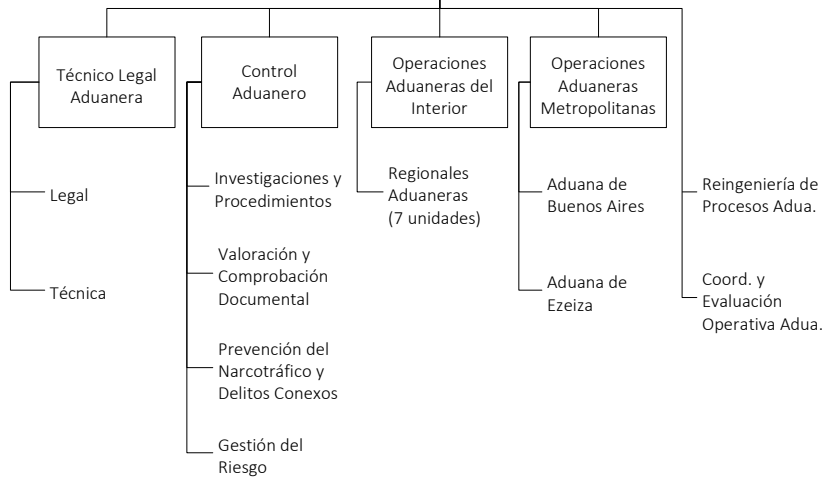 Técnico Legal
Aduanera
Control
Aduanero
Operaciones
Aduaneras del
Interior
Operaciones
Aduaneras
Metropolitanas
Legal
Técnica
Investigaciones y
Procedimientos
Valoración y
Comprobación
Documental
Prevención del
Narcotráfico y
Delitos Conexos
Gestión del
Riesgo
Regionales
Aduaneras
(7 unidades)
Aduana de
Buenos Aires
Aduana de
Ezeiza
Reingeniería de
Procesos Adua.
Coord. y
Evaluación
Operativa Adua.